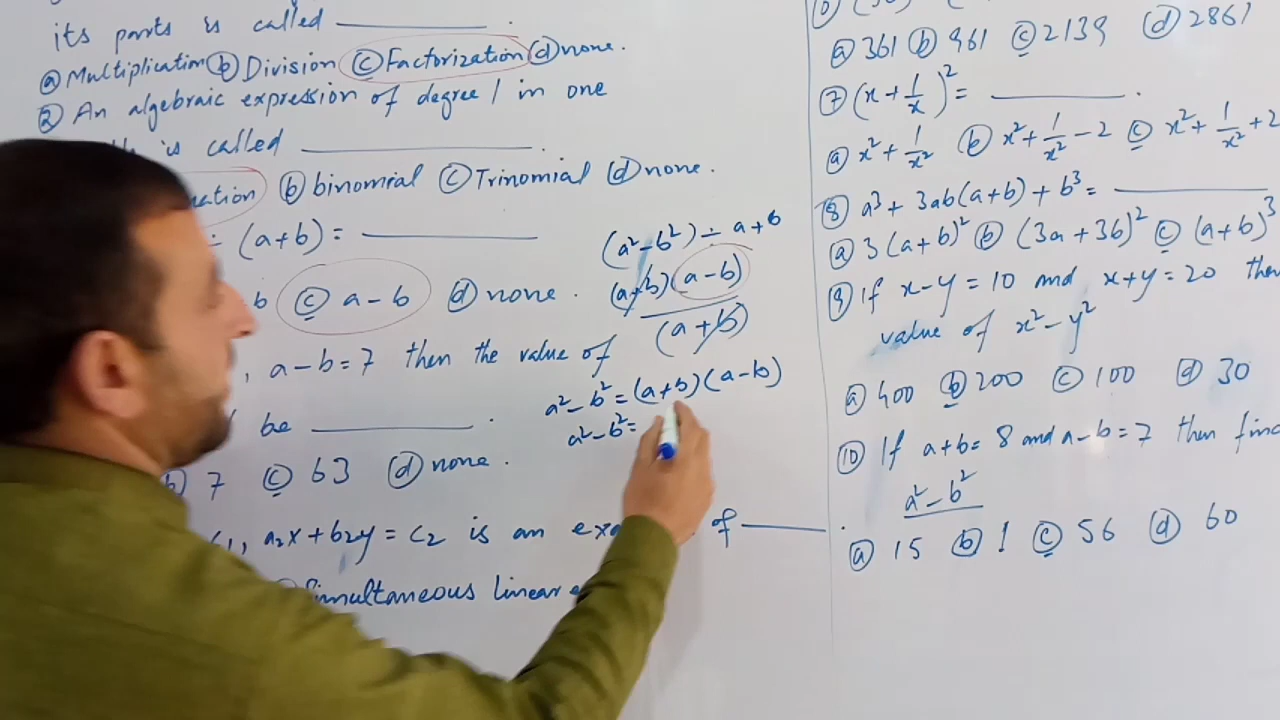 its parts is called ________.
ⓐ Multiplication ⓑ Division ⓒ Factorization ⓓ none.
② An algebraic expression of degree 1 in one
is called ________.
ⓑ binomial ⓒ Trinomial ⓓ none.
÷ (a+b) = ________
b ⓒ a-b ⓓ none.
, a-b=7 then the value of
be ________.
ⓑ 7 ⓒ 63 ⓓ none.
, a₂x+b₂y=c₂ is an of ________.
Simultaneous linear
(a²-b²) ÷ a+b
(a+b)(a-b)
(a+b)
a²-b²=(a+b)(a-b)
a²-b²=
ⓐ 361 ⓑ 961 ⓒ 2139 ⓓ 2861
⑦ (x+1/x)² = ________.
ⓐ x²+1/x² ⓑ x²+1/x²-2 ⓒ x²+1/x²+2
⑧ a³+3ab(a+b)+b³= ________
ⓐ 3(a+b)² ⓑ (3a+3b)² ⓒ (a+b)³
⑨ If x-y=10 and x+y=20 then
value of x²-y²
ⓐ 400 ⓑ 200 ⓒ 100 ⓓ 30
⑩ If a+b=8 and a-b=7 then find
a²-b²
ⓐ 15 ⓑ 1 ⓒ 56 ⓓ 60